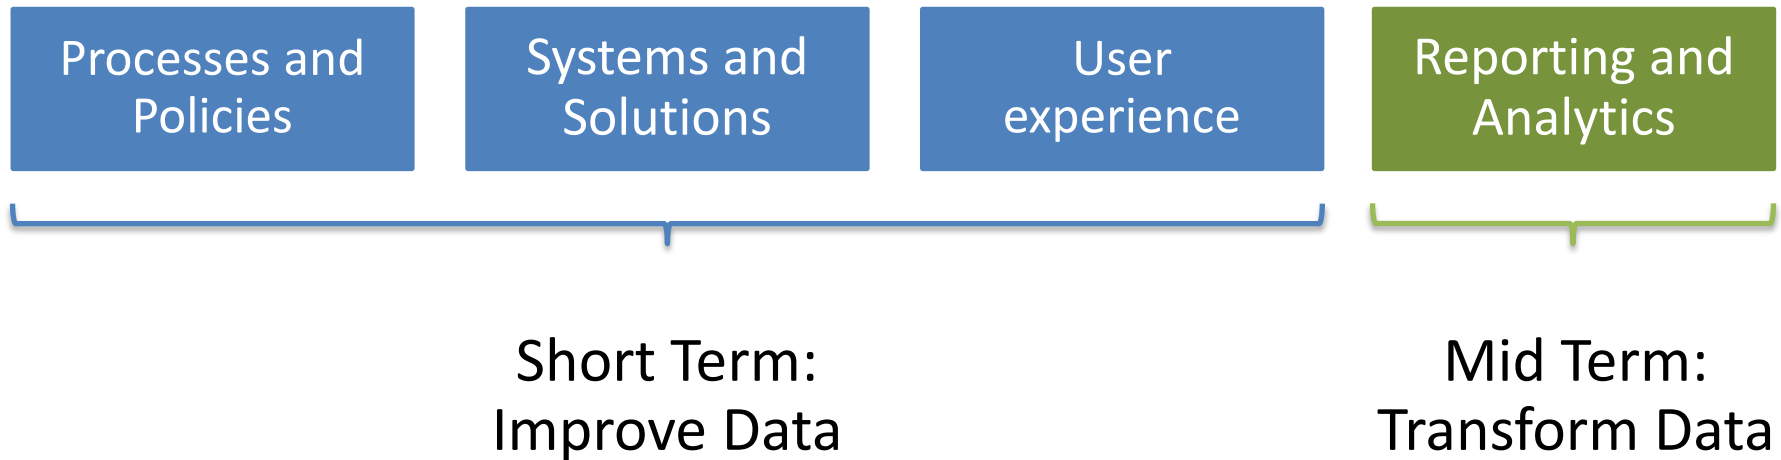 Processes and
Policies
Systems and
Solutions
User
experience
Reporting and
Analytics
Short Term:
Improve Data
Mid Term:
Transform Data